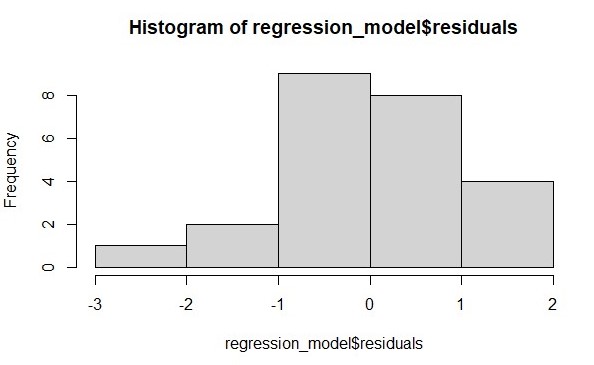 Histogram of regression_model$residuals
Frequency
8
6
4
2
0
-3 -2 -1 0 1 2
regression_model$residuals